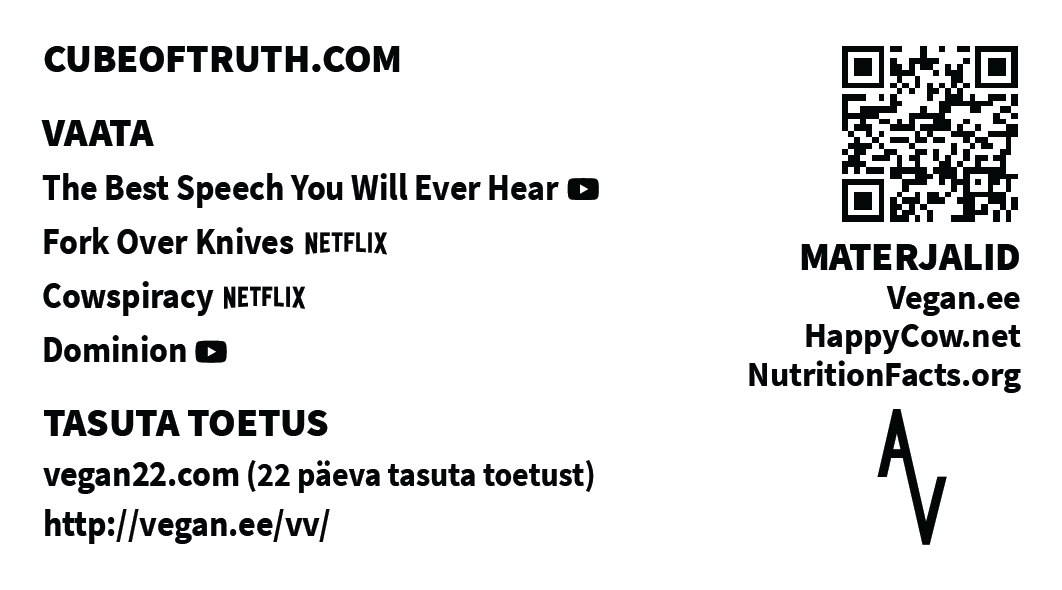 CUBEOFTRUTH.COM
VAATA
The Best Speech You Will Ever Hear
Fork Over Knives NETFLIX
Cowspiracy NETFLIX
Dominion
TASUTA TOETUS
vegan22.com (22 päeva tasuta toetust)
http://vegan.ee/vv/
MATERJALID
Vegan.ee
HappyCow.net
NutritionFacts.org
AV